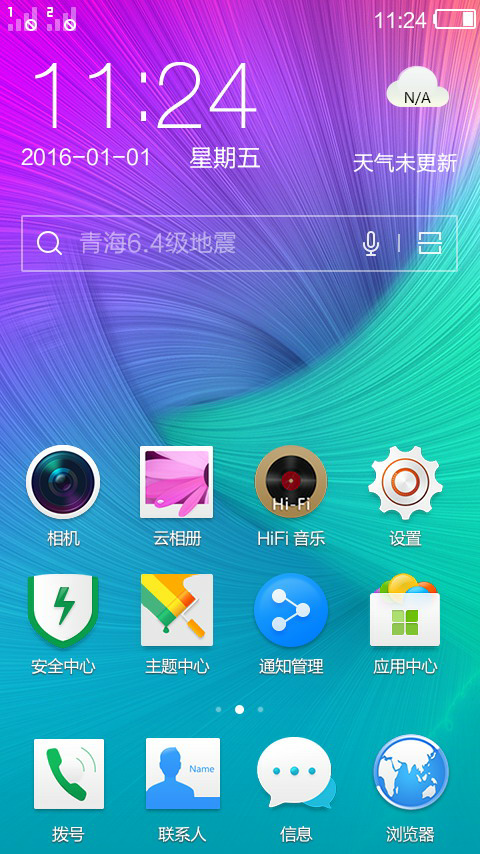 1 2 11:24
11:24
N/A
2016-01-01 星期五 天气未更新
青海6.4级地震
Hi-Fi
相机 云相册 HiFi 音乐 设置
安全中心 主题中心 通知管理 应用中心
Name
拨号 联系人 信息 浏览器